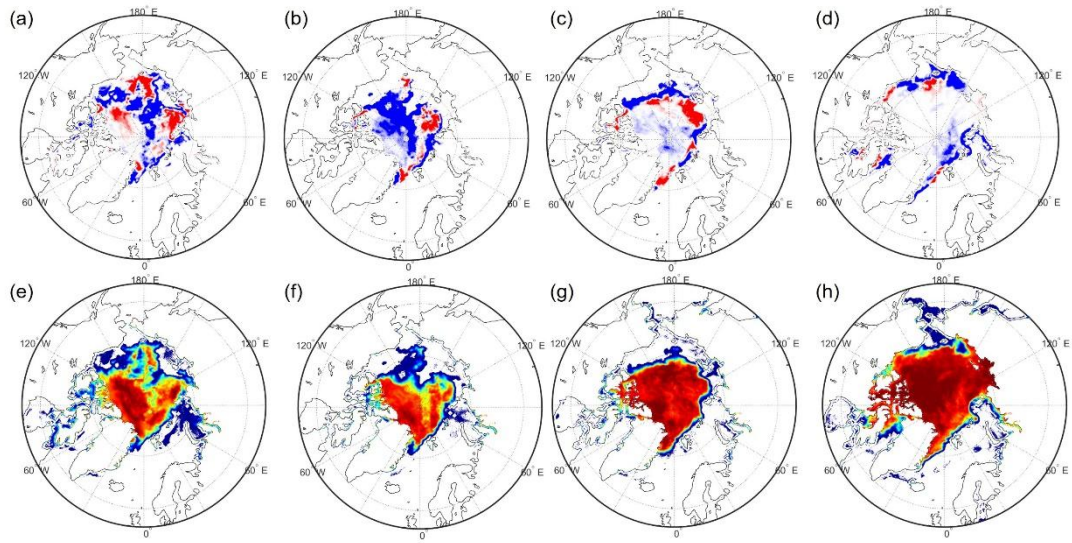 (a) 180° E 120° W 120° E 60° W 60° E 0°
(b) 180° E 120° W 120° E 60° W 60° E 0°
(c) 180° E 120° W 120° E 60° W 60° E 0°
(d) 180° E 120° W 120° E 60° W 60° E 0°
(e) 180° E 120° W 120° E 60° W 60° E 0°
(f) 180° E 120° W 120° E 60° W 60° E 0°
(g) 180° E 120° W 120° E 60° W 60° E 0°
(h) 180° E 120° W 120° E 60° W 60° E 0°